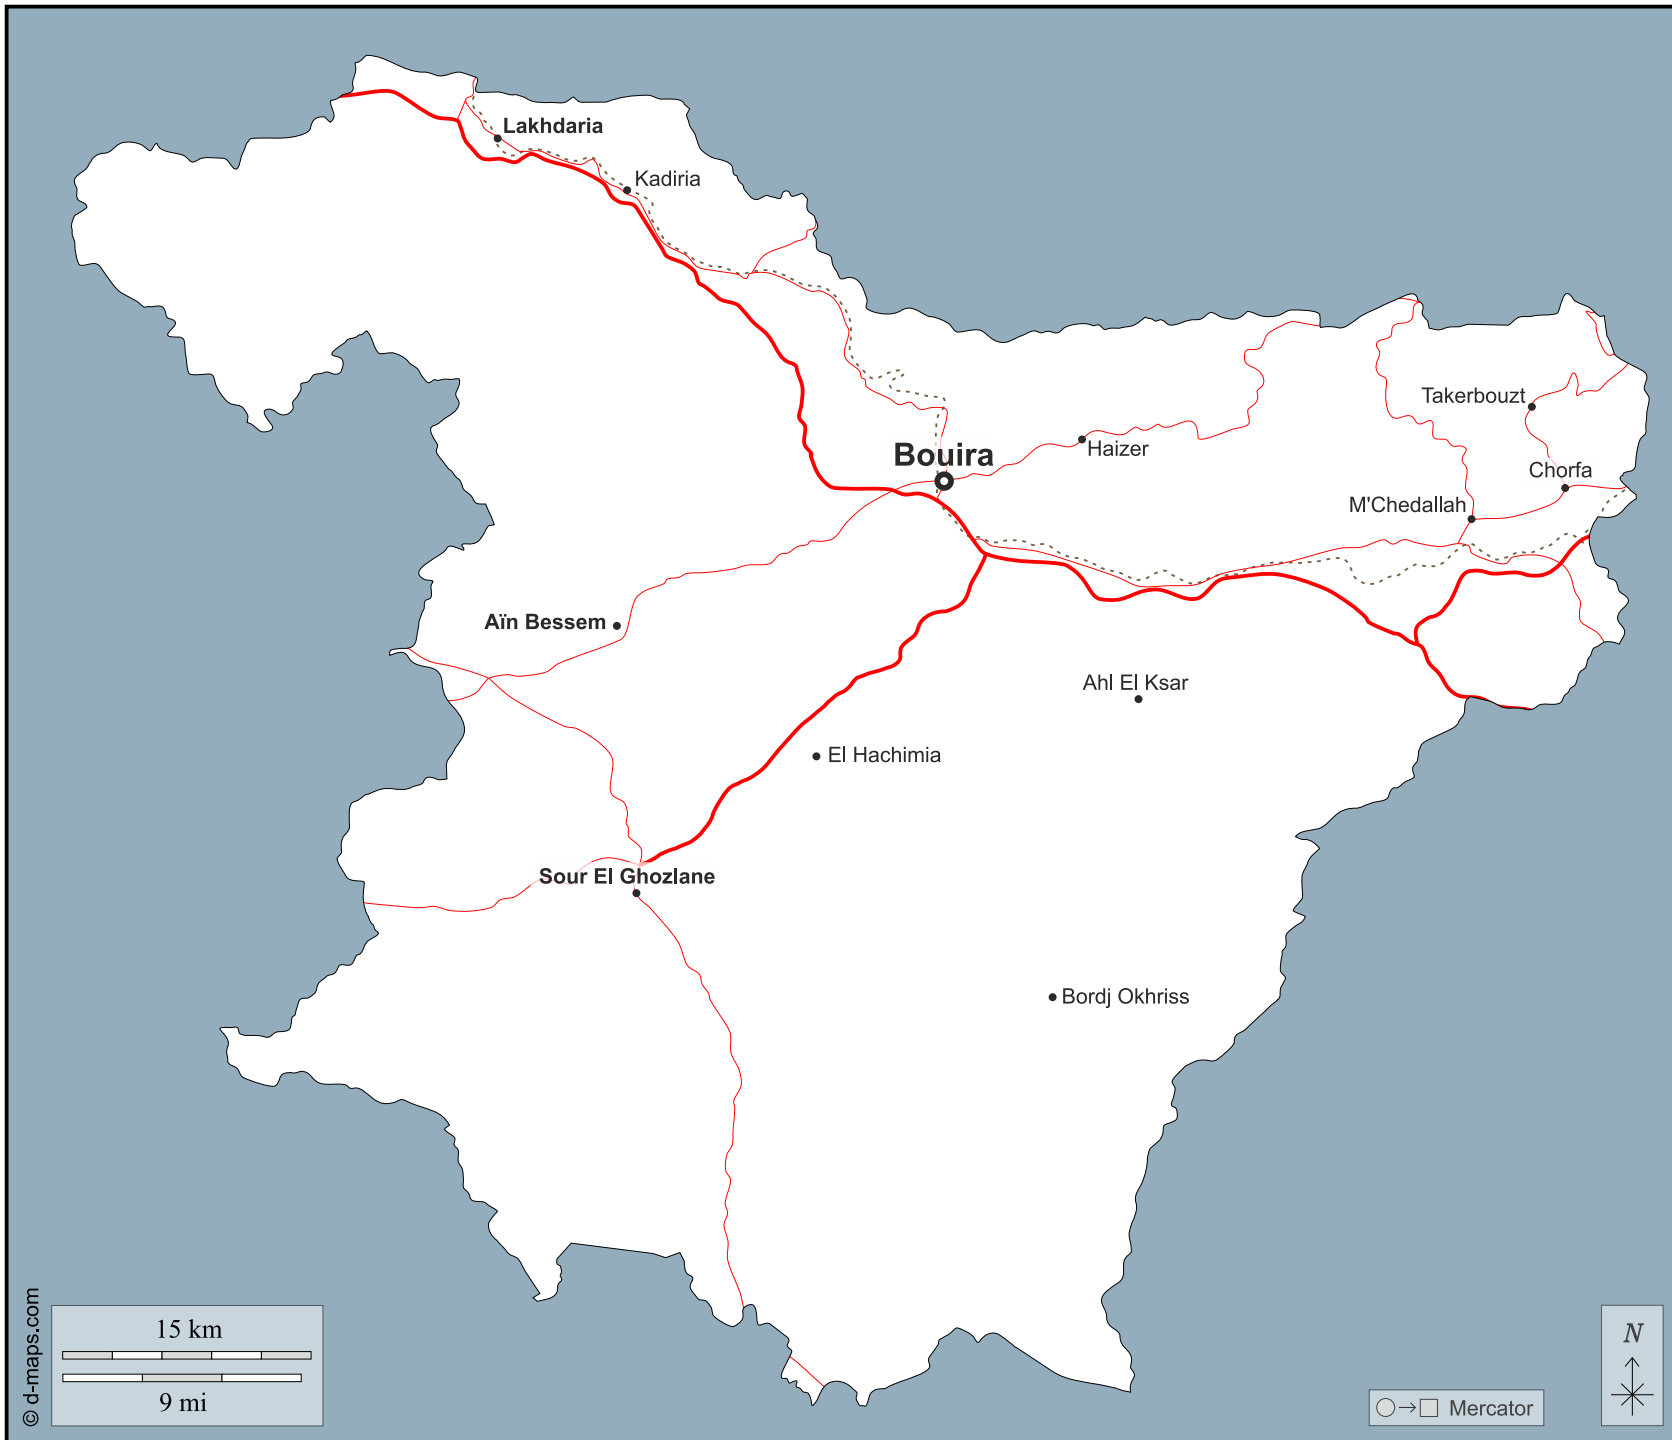 Lakhdaria
Kadiria
Takerbouzt
Haizer
Bouira
Chorfa
M'Chedallah
Aïn Bessem
Ahl El Ksar
El Hachimia
Sour El Ghozlane
Bordj Okhriss
© d-maps.com
15 km
9 mi
N
Mercator